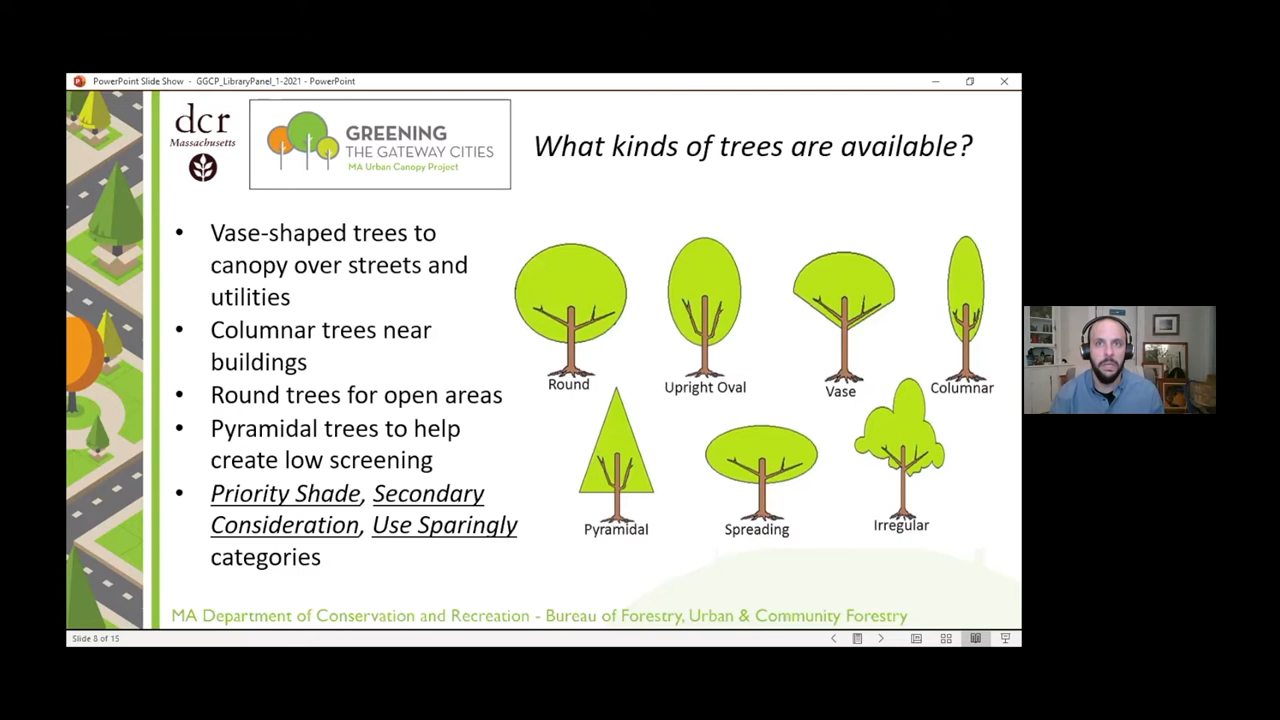 PowerPoint Slide Show - GGCP_LibraryPanel_1-2021 - PowerPoint
dcr
Massachusetts
GREENING
THE GATEWAY CITIES
MA Urban Canopy Project
What kinds of trees are available?
• Vase-shaped trees to
canopy over streets and
utilities
• Columnar trees near
buildings
• Round trees for open areas
• Pyramidal trees to help
create low screening
• Priority Shade, Secondary
Consideration, Use Sparingly
categories
Round
Upright Oval
Vase
Columnar
Pyramidal
Spreading
Irregular
MA Department of Conservation and Recreation - Bureau of Forestry, Urban & Community Forestry
Slide 8 of 15